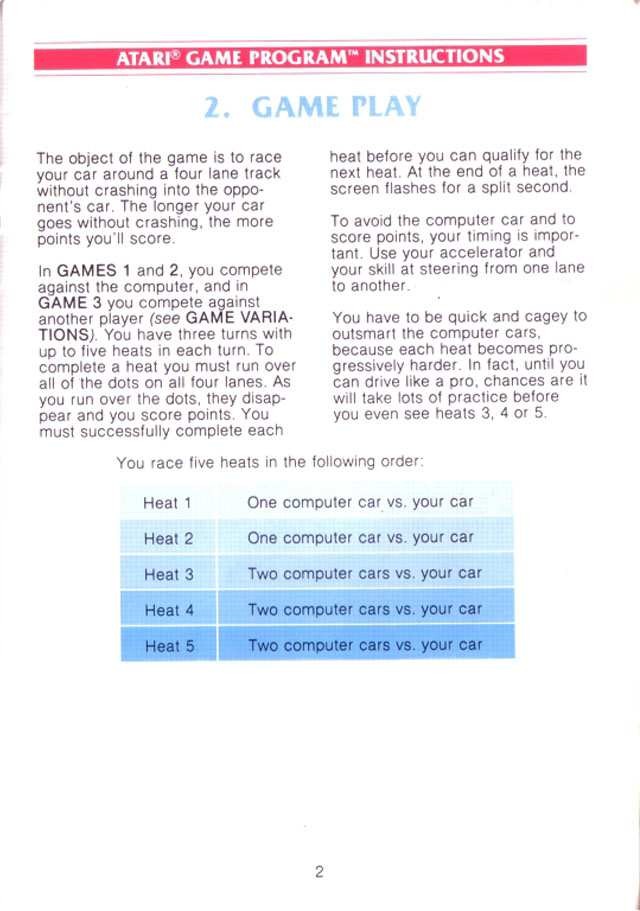 ATARI® GAME PROGRAM™ INSTRUCTIONS
2. GAME PLAY
The object of the game is to race
your car around a four lane track
without crashing into the oppo-
nent's car. The longer your car
goes without crashing, the more
points you'll score.
In GAMES 1 and 2, you compete
against the computer, and in
GAME 3 you compete against
another player (see GAME VARIA-
TIONS). You have three turns with
up to five heats in each turn. To
complete a heat you must run over
all of the dots on all four lanes. As
you run over the dots, they disap-
pear and you score points. You
must successfully complete each
heat before you can qualify for the
next heat. At the end of a heat, the
screen flashes for a split second.
To avoid the computer car and to
score points, your timing is impor-
tant. Use your accelerator and
your skill at steering from one lane
to another.
You have to be quick and cagey to
outsmart the computer cars,
because each heat becomes pro-
gressively harder. In fact, until you
can drive like a pro, chances are it
will take lots of practice before
you even see heats 3, 4 or 5.
You race five heats in the following order:
Heat 1 One computer car vs. your car
Heat 2 One computer car vs. your car
Heat 3 Two computer cars vs. your car
Heat 4 Two computer cars vs. your car
Heat 5 Two computer cars vs. your car
2